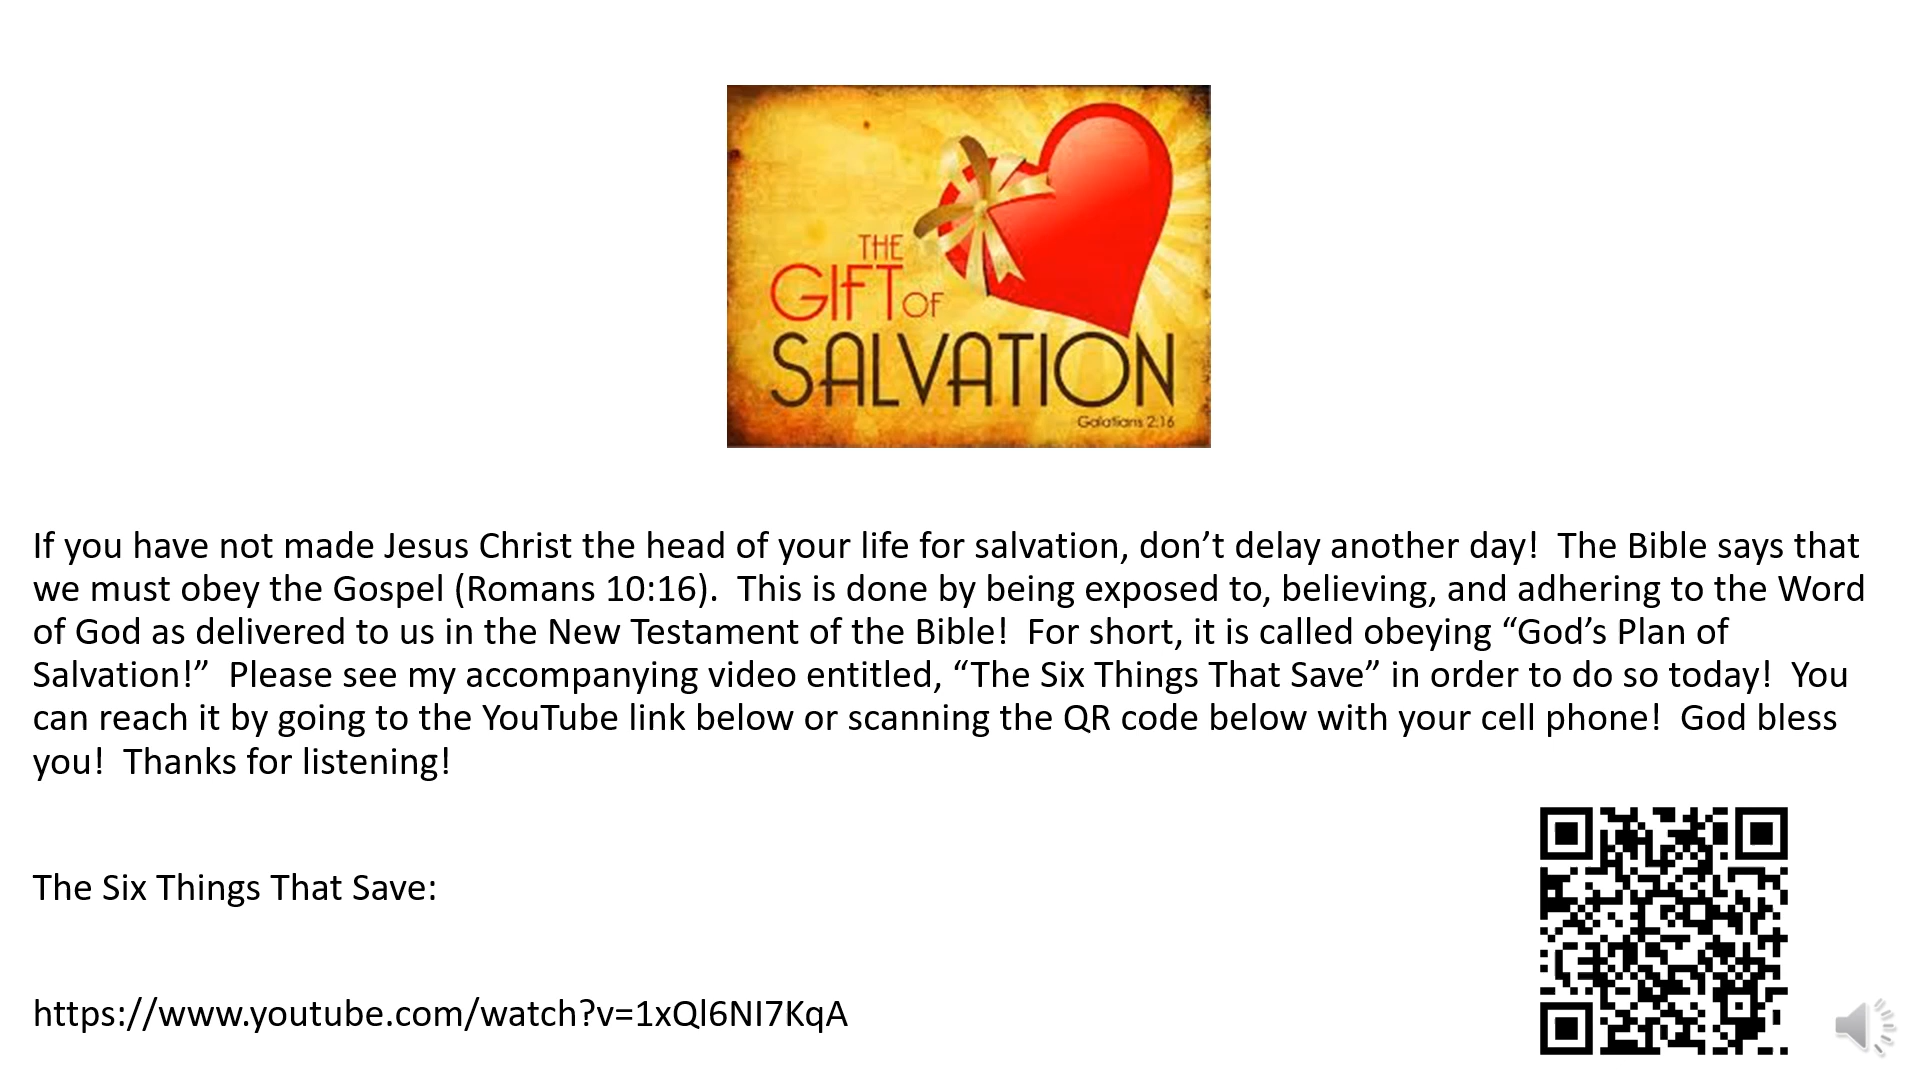 THE
GIFT OF
SALVATION
Galatians 2:16
If you have not made Jesus Christ the head of your life for salvation, don’t delay another day!  The Bible says that
we must obey the Gospel (Romans 10:16).  This is done by being exposed to, believing, and adhering to the Word
of God as delivered to us in the New Testament of the Bible!  For short, it is called obeying “God’s Plan of
Salvation!”  Please see my accompanying video entitled, “The Six Things That Save” in order to do so today!  You
can reach it by going to the YouTube link below or scanning the QR code below with your cell phone!  God bless
you!  Thanks for listening!
The Six Things That Save:
https://www.youtube.com/watch?v=1xQl6NI7KqA